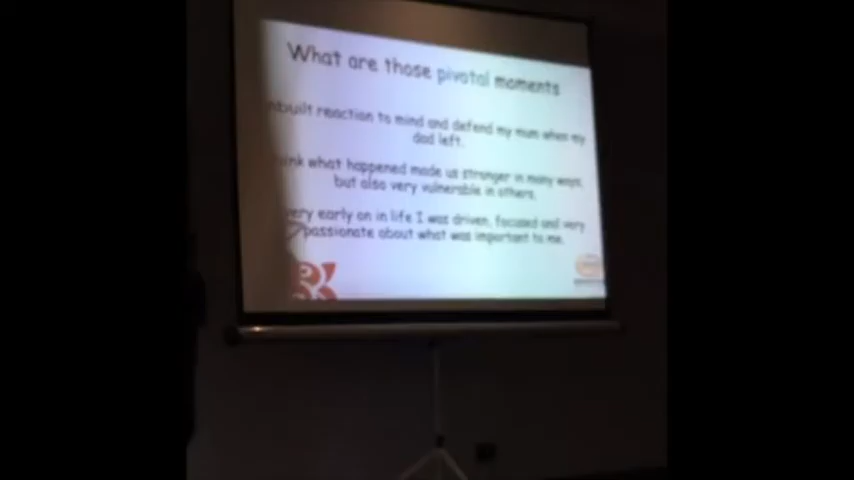 What are those pivotal moments
nbuilt reaction to mind and defend my mum when my
dad left.
ink what happened made us stronger in many ways,
but also very vulnerable in others.
very early on in life I was driven, focused and very
passionate about what was important to me.